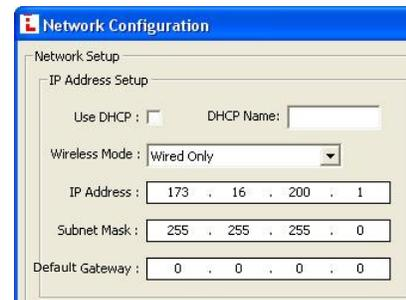 Network Configuration
Network Setup
IP Address Setup
Use DHCP : DHCP Name:
Wireless Mode : Wired Only
IP Address : 173 . 16 . 200 . 1
Subnet Mask : 255 . 255 . 255 . 0
Default Gateway : 0 . 0 . 0 . 0